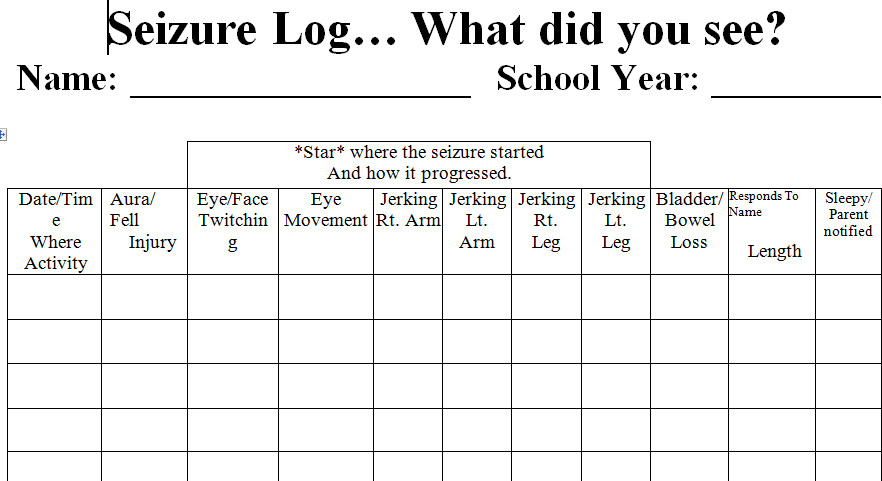 Seizure Log… What did you see?
Name: ____________________ School Year: __________
*Star* where the seizure started
And how it progressed.
Date/Tim
e
Where
Activity
Aura/
Fell
Injury
Eye/Face
Twitchin
g
Eye
Movement
Jerking
Rt. Arm
Jerking
Lt.
Arm
Jerking
Rt.
Leg
Jerking
Lt.
Leg
Bladder/
Bowel
Loss
Responds To
Name
Length
Sleepy/
Parent
notified